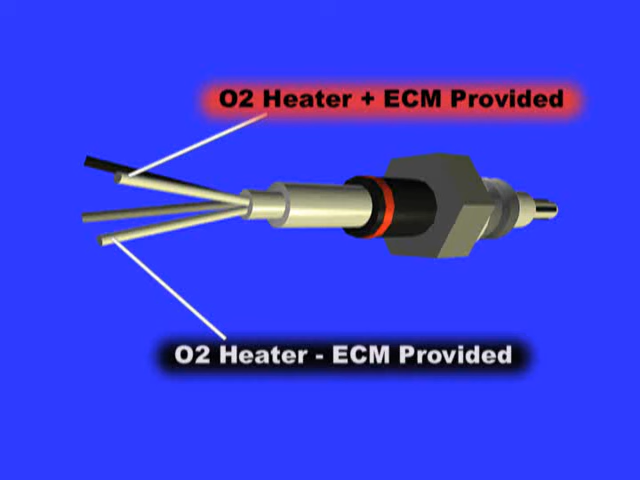 O2 Heater + ECM Provided
O2 Heater - ECM Provided